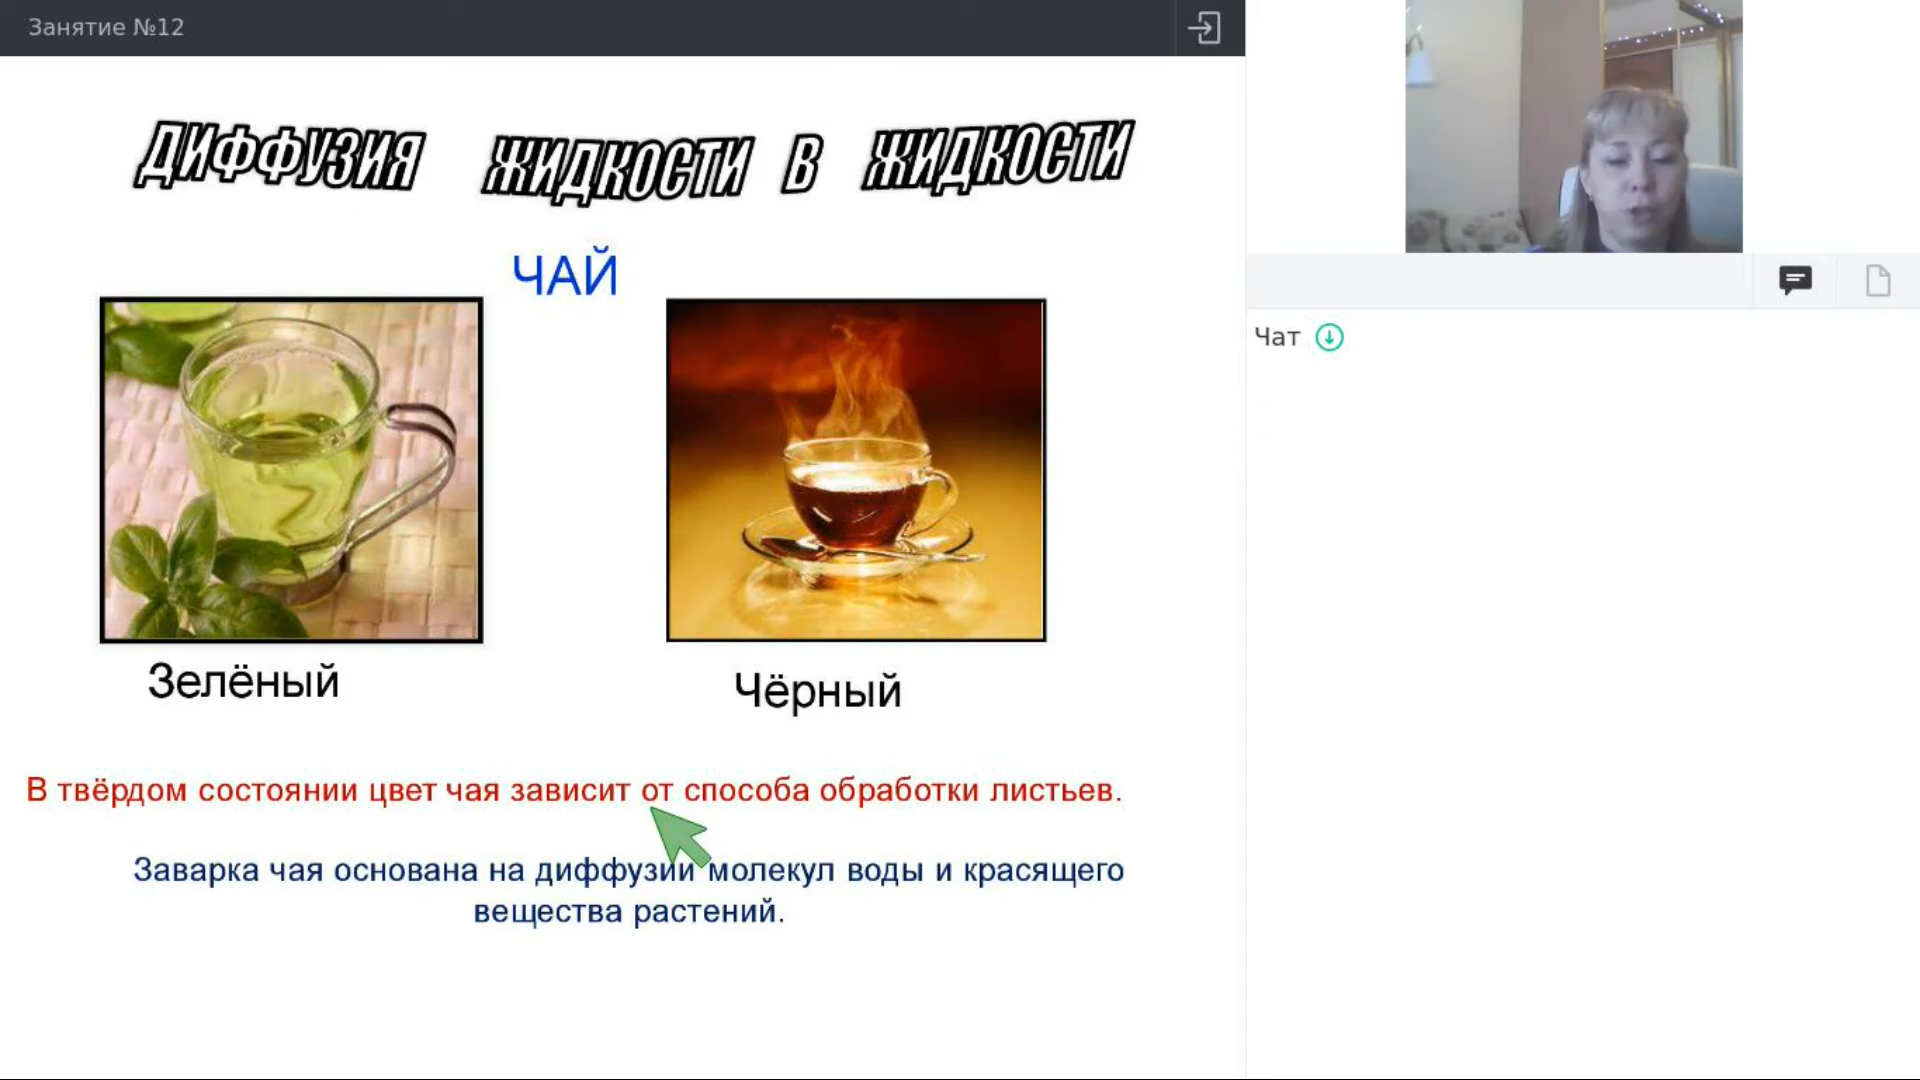 Занятие №12
ДИФФУЗИЯ ЖИДКОСТИ В ЖИДКОСТИ
ЧАЙ
Зелёный
Чёрный
В твёрдом состоянии цвет чая зависит от способа обработки листьев.
Заварка чая основана на диффузии молекул воды и красящего
вещества растений.
Чат